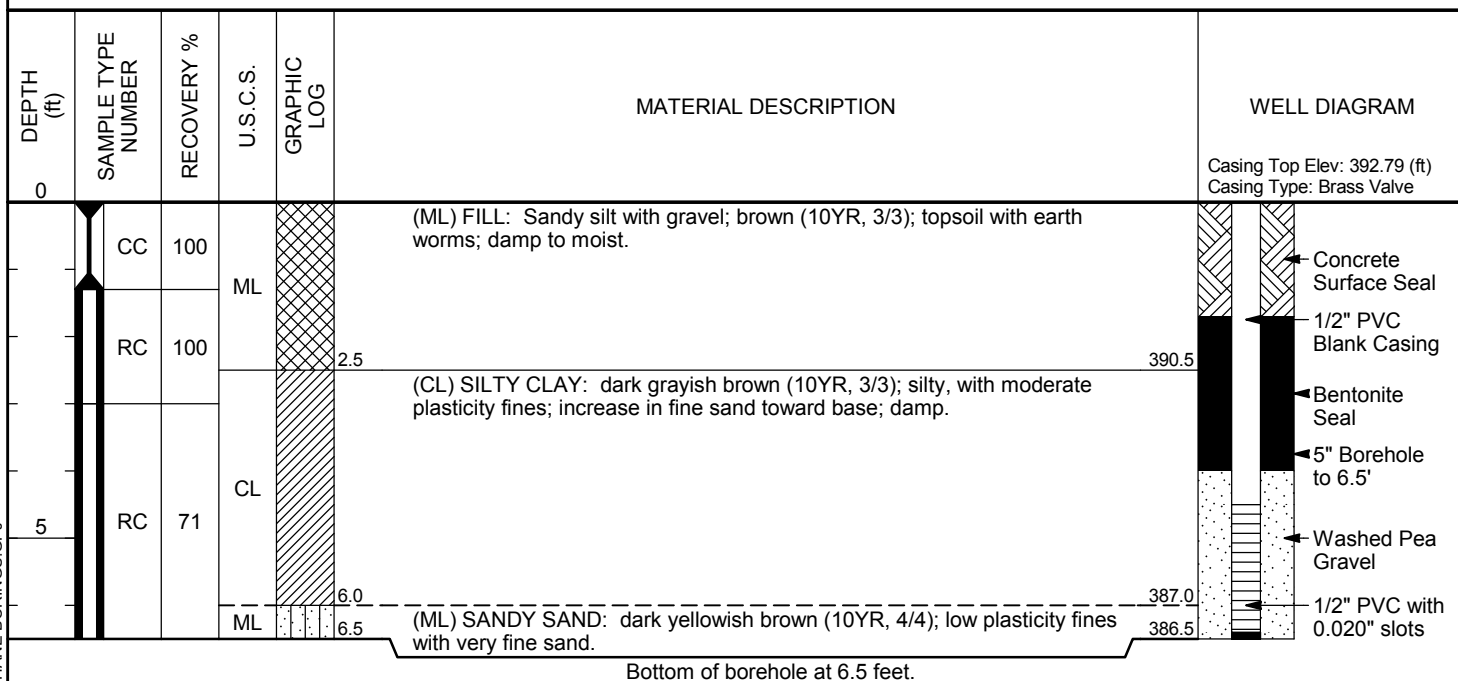 DEPTH
(ft)
SAMPLE TYPE
NUMBER
RECOVERY %
U.S.C.S.
GRAPHIC
LOG
MATERIAL DESCRIPTION
WELL DIAGRAM
Casing Top Elev: 392.79 (ft)
Casing Type: Brass Valve
0
(ML) FILL: Sandy silt with gravel; brown (10YR, 3/3); topsoil with earth
worms; damp to moist.
CC
100
ML
Concrete
Surface Seal
1/2" PVC
Blank Casing
RC
100
2.5
390.5
(CL) SILTY CLAY: dark grayish brown (10YR, 3/3); silty, with moderate
plasticity fines; increase in fine sand toward base; damp.
Bentonite
Seal
5" Borehole
to 6.5'
CL
5
RC
71
Washed Pea
Gravel
6.0
387.0
ML
6.5
(ML) SANDY SAND: dark yellowish brown (10YR, 4/4); low plasticity fines
with very fine sand.
386.5
1/2" PVC with
0.020" slots
Bottom of borehole at 6.5 feet.